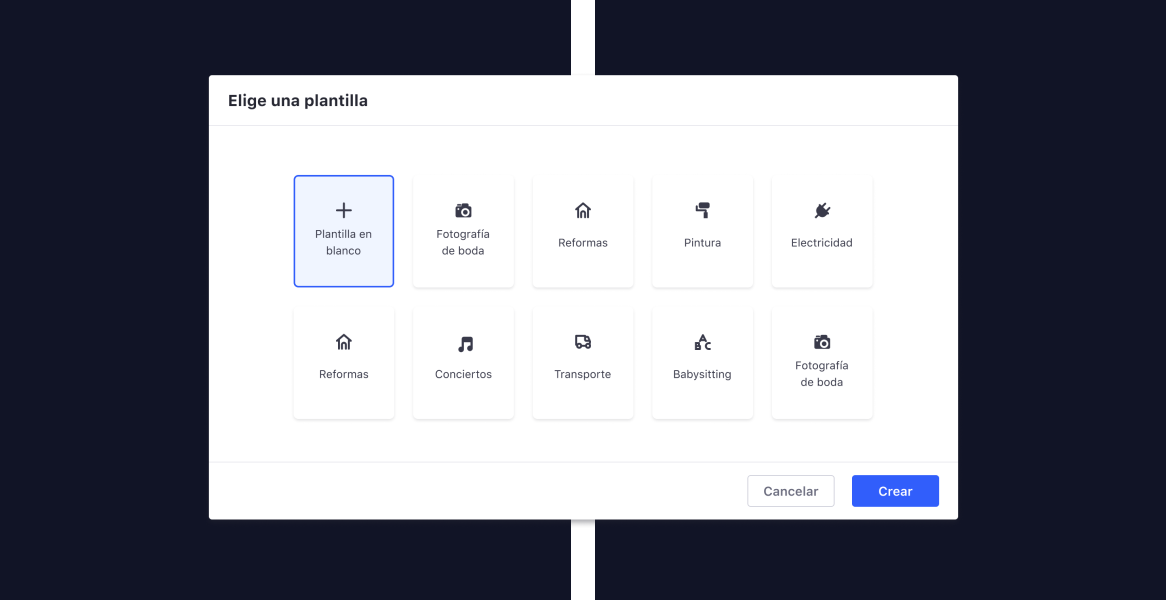 Elige una plantilla
Plantilla en
blanco
Fotografía
de boda
Reformas
Pintura
Electricidad
Reformas
Conciertos
Transporte
Babysitting
Fotografía
de boda
Cancelar
Crear